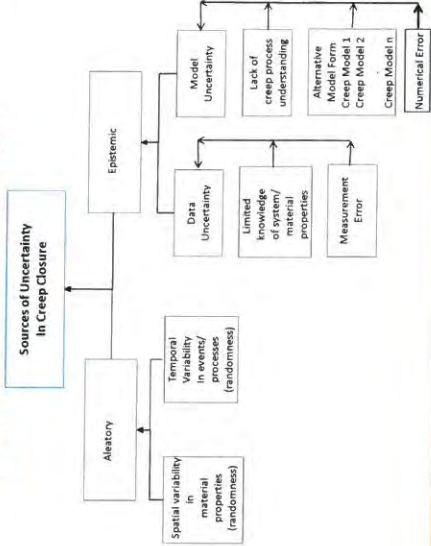 Sources of Uncertainty
In Creep Closure
Aleatory
Epistemic
Spatial variability
in
material
properties
(randomness)
Temporal
Variability
In events/
processes
(randomness)
Data
Uncertainty
Limited
knowledge
of system/
material
properties
Measurement
Error
Model
Uncertainty
Lack of
creep process
understanding
Alternative
Model Form
Creep Model 1
Creep Model 2
.
Creep Model n
Numerical Error